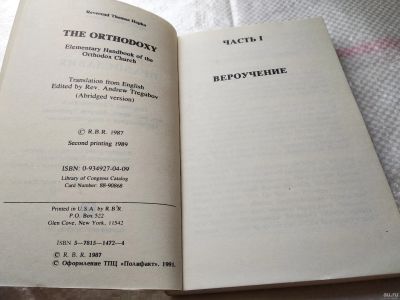 Reverend Thomas Hopko
THE ORTHODOXY
Elementary Handbook of the
Orthodox Church
Translation from English
Edited by Rev. Andrew Tregubov
(Abridged version)
© R.B.R. 1987
Second printing 1989
ISBN: 0-934927-04-09
Library of Congress Catalog
Card Number: 88-90868
Printed in U.S.A. by R.B'R.
P.O. Box 522
Glen Cove, New York, 11542
ISBN 5-7815-1472-4
© R. B. R. 1987
© Оформление ТПЦ «Полифакт». 1991.
ЧАСТЬ I
ВЕРОУЧЕНИЕ
au.ru